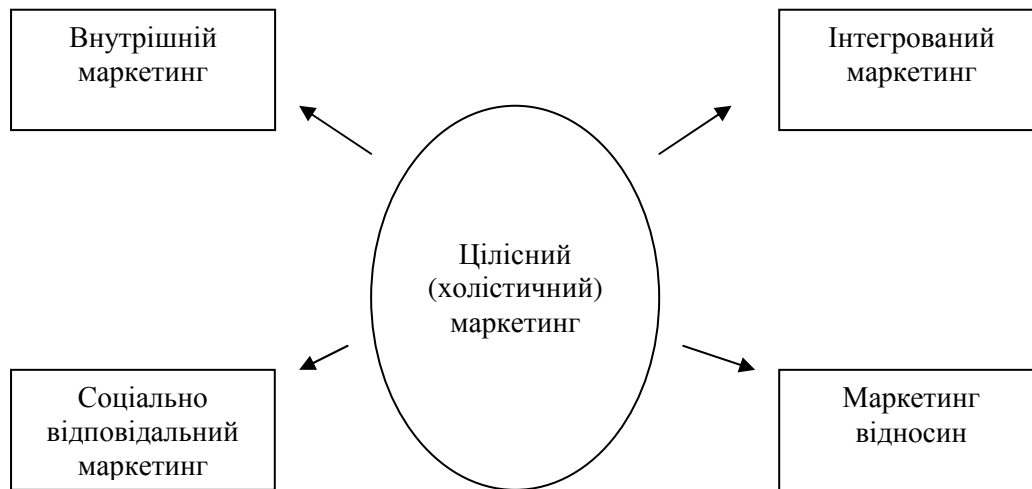 Внутрішній
маркетинг
Інтегрований
маркетинг
Цілісний
(холістичний)
маркетинг
Соціально
відповідальний
маркетинг
Маркетинг
відносин